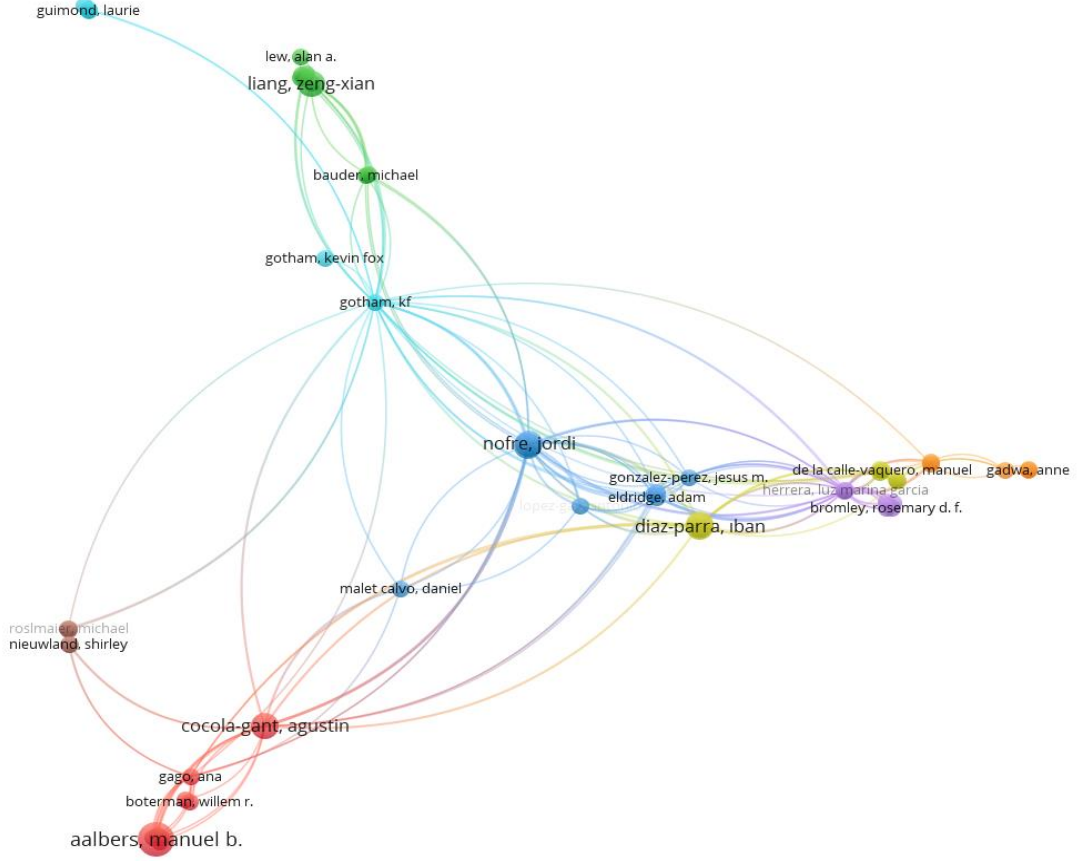 guimond, laurie
lew, alan a.
liang, zeng-xian
bauder, michael
gotham, kevin fox
gotham, kf
nofre, jordi
de la calle-vaquero, manuel
gadwa, anne
gonzalez-perez, jesus m.
herrera, luz marina garcia
eldridge, adam
bromley, rosemary d. f.
diaz-parra, iban
malet calvo, daniel
roslmaier, michael
nieuwland, shirley
cocola-gant, agustin
gago, ana
boterman, willem r.
aalbers, manuel b.